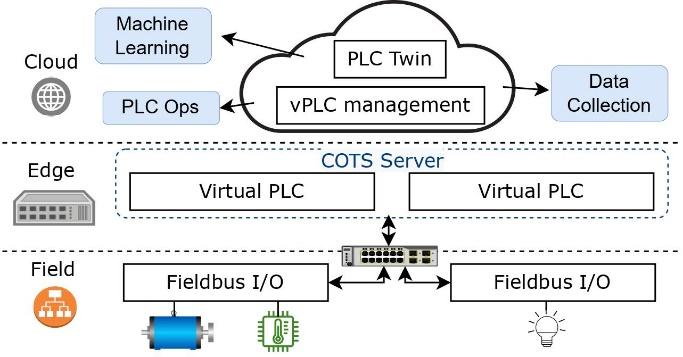 Machine
Learning
Cloud
PLC Twin
Data
Collection
PLC Ops
vPLC management
COTS Server
Edge
Virtual PLC
Virtual PLC
Field
Fieldbus I/O
Fieldbus I/O